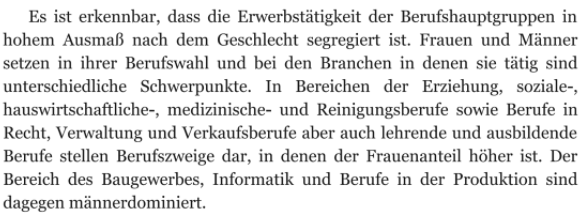 Es ist erkennbar, dass die Erwerbstätigkeit der Berufshauptgruppen in
hohem Ausmaß nach dem Geschlecht segregiert ist. Frauen und Männer
setzen in ihrer Berufswahl und bei den Branchen in denen sie tätig sind
unterschiedliche Schwerpunkte. In Bereichen der Erziehung, soziale-,
hauswirtschaftliche-, medizinische- und Reinigungsberufe sowie Berufe in
Recht, Verwaltung und Verkaufsberufe aber auch lehrende und ausbildende
Berufe stellen Berufszweige dar, in denen der Frauenanteil höher ist. Der
Bereich des Baugewerbes, Informatik und Berufe in der Produktion sind
dagegen männerdominiert.